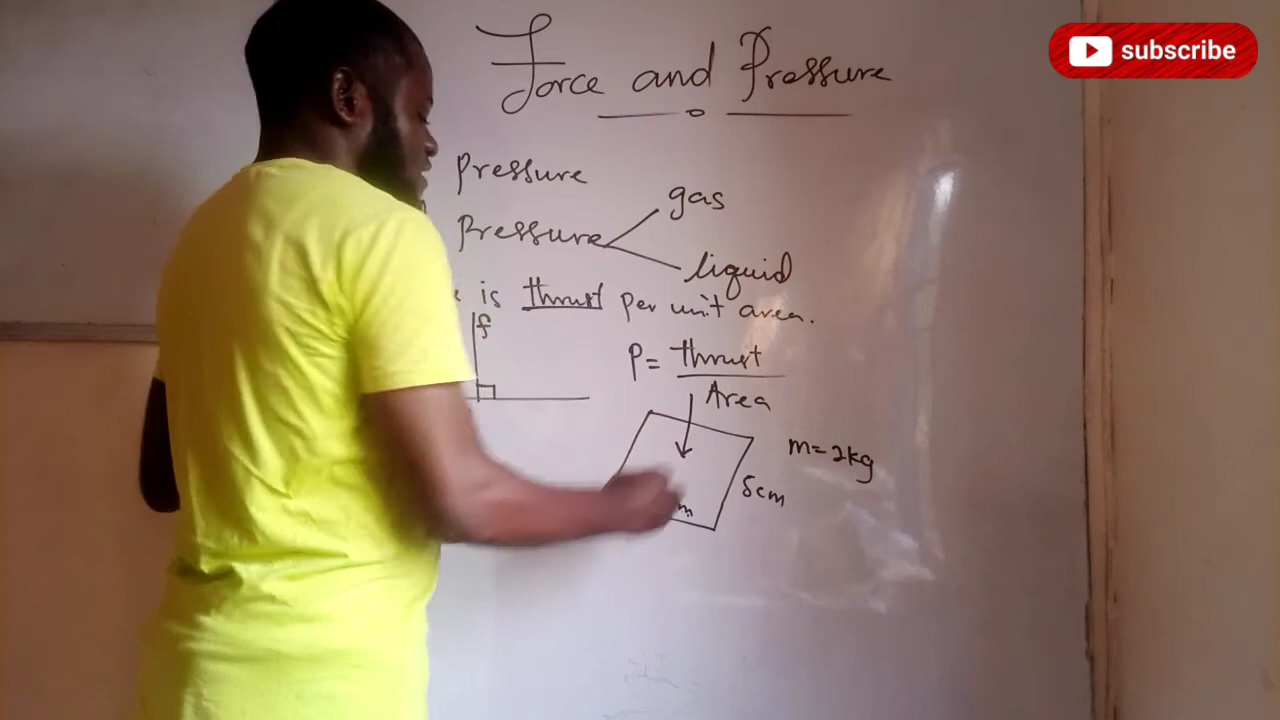 subscribe
Force and Pressure
Pressure
Pressure gas
liquid
is thrust per unit area.
f
P= thrust
Area
m=2kg
5cm
m